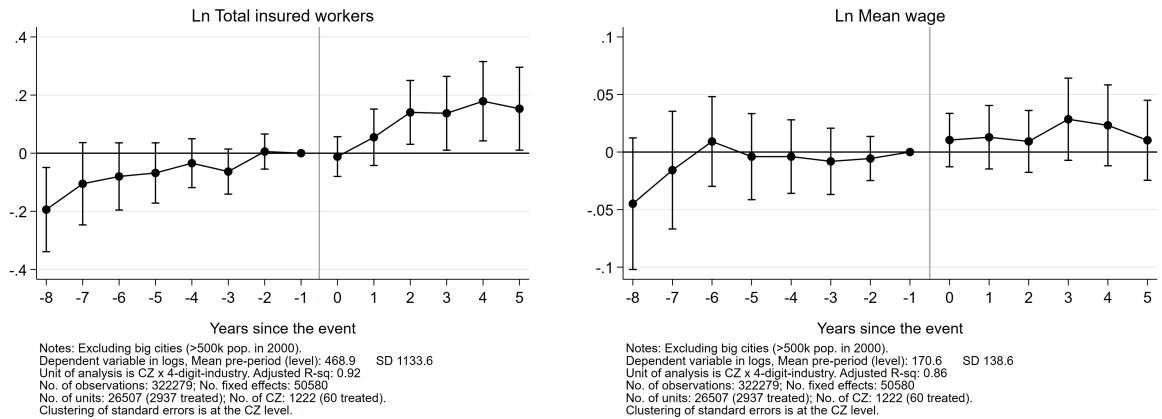 Ln Total insured workers
.4
.2
0
-.2
-.4
-8 -7 -6 -5 -4 -3 -2 -1 0 1 2 3 4 5
Years since the event
Notes: Excluding big cities (>500k pop. in 2000).
Dependent variable in logs, Mean pre-period (level): 468.9 SD 1133.6
Unit of analysis is CZ x 4-digit-industry. Adjusted R-sq: 0.92
No. of observations: 322279; No. fixed effects: 50580
No. of units: 26507 (2937 treated); No. of CZ: 1222 (60 treated).
Clustering of standard errors is at the CZ level.
Ln Mean wage
.1
.05
0
-.05
-.1
-8 -7 -6 -5 -4 -3 -2 -1 0 1 2 3 4 5
Years since the event
Notes: Excluding big cities (>500k pop. in 2000).
Dependent variable in logs, Mean pre-period (level): 170.6 SD 138.6
Unit of analysis is CZ x 4-digit-industry. Adjusted R-sq: 0.86
No. of observations: 322279; No. fixed effects: 50580
No. of units: 26507 (2937 treated); No. of CZ: 1222 (60 treated).
Clustering of standard errors is at the CZ level.